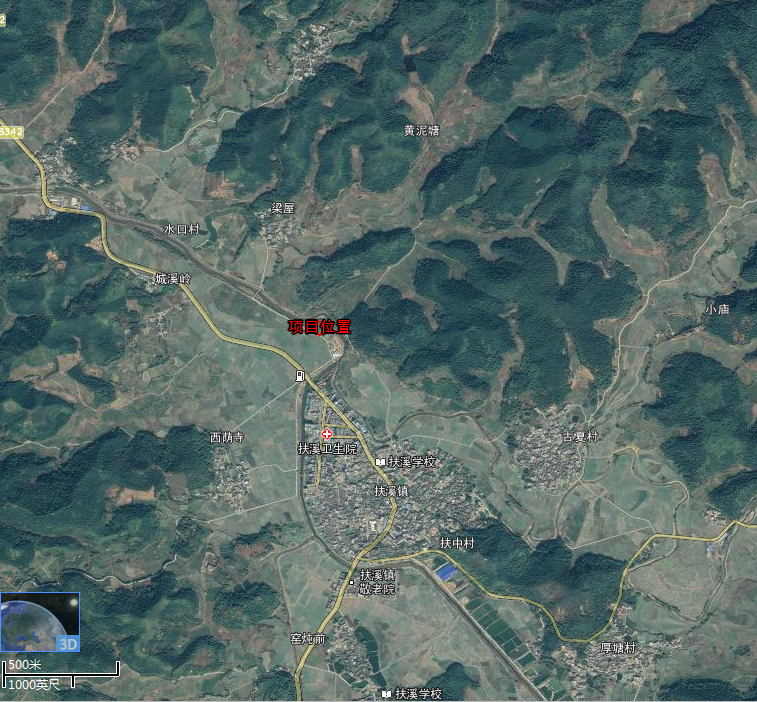 2
S342
黄泥塘
梁屋
水口村
城溪岭
小庙
项目位置
西荫寺
古夏村
扶溪卫生院
扶溪学校
扶溪镇
扶中村
扶溪镇
敬老院
窑炖前
厚塘村
3D
500米
1000英尺
扶溪学校